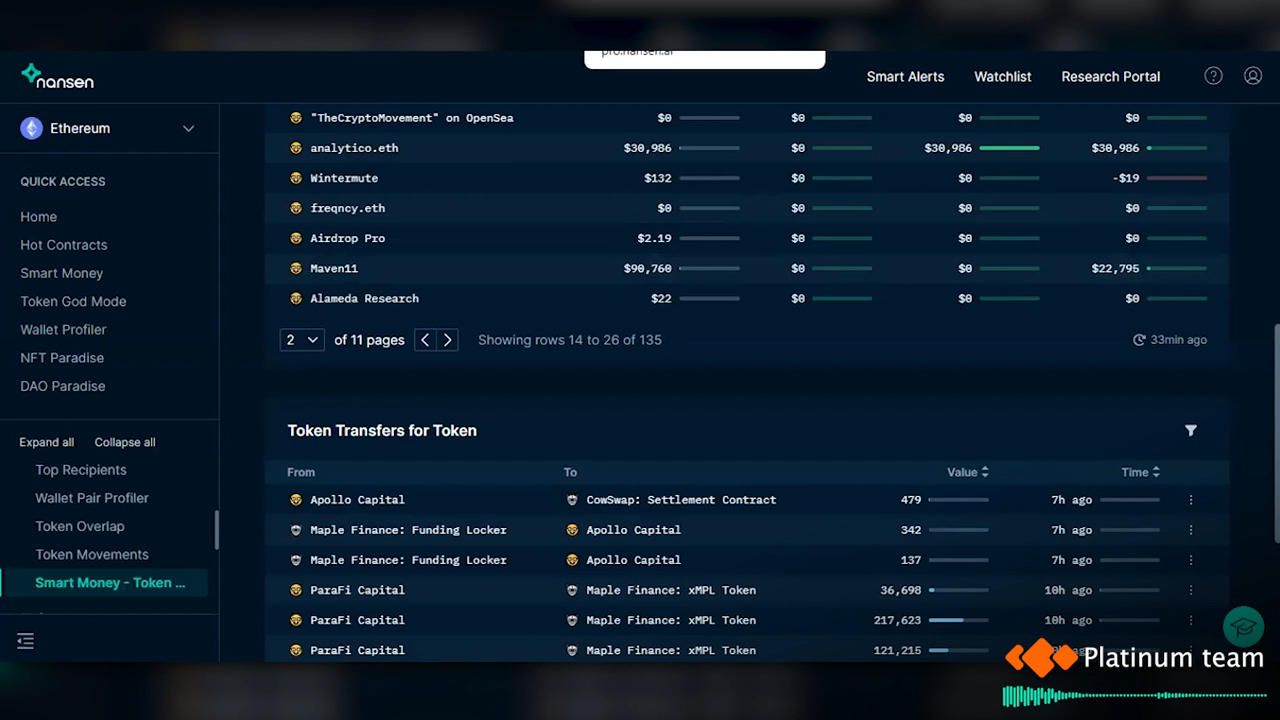 pro.nansen.ai
nansen
Smart Alerts Watchlist Research Portal
Ethereum
QUICK ACCESS
Home
Hot Contracts
Smart Money
Token God Mode
Wallet Profiler
NFT Paradise
DAO Paradise
Expand all Collapse all
Top Recipients
Wallet Pair Profiler
Token Overlap
Token Movements
Smart Money - Token ...
"TheCryptoMovement" on OpenSea $0 $0 $0 $0
analytico.eth $30,986 $0 $30,986 $30,986
Wintermute $132 $0 $0 -$19
freqncy.eth $0 $0 $0 $0
Airdrop Pro $2.19 $0 $0 $0
Maven11 $90,760 $0 $0 $22,795
Alameda Research $22 $0 $0 $0
2 of 11 pages Showing rows 14 to 26 of 135 33min ago
Token Transfers for Token
From To Value Time
Apollo Capital CowSwap: Settlement Contract 479 7h ago
Maple Finance: Funding Locker Apollo Capital 342 7h ago
Maple Finance: Funding Locker Apollo Capital 137 7h ago
ParaFi Capital Maple Finance: xMPL Token 36,698 10h ago
ParaFi Capital Maple Finance: xMPL Token 217,623 10h ago
ParaFi Capital Maple Finance: xMPL Token 121,215
Platinum team